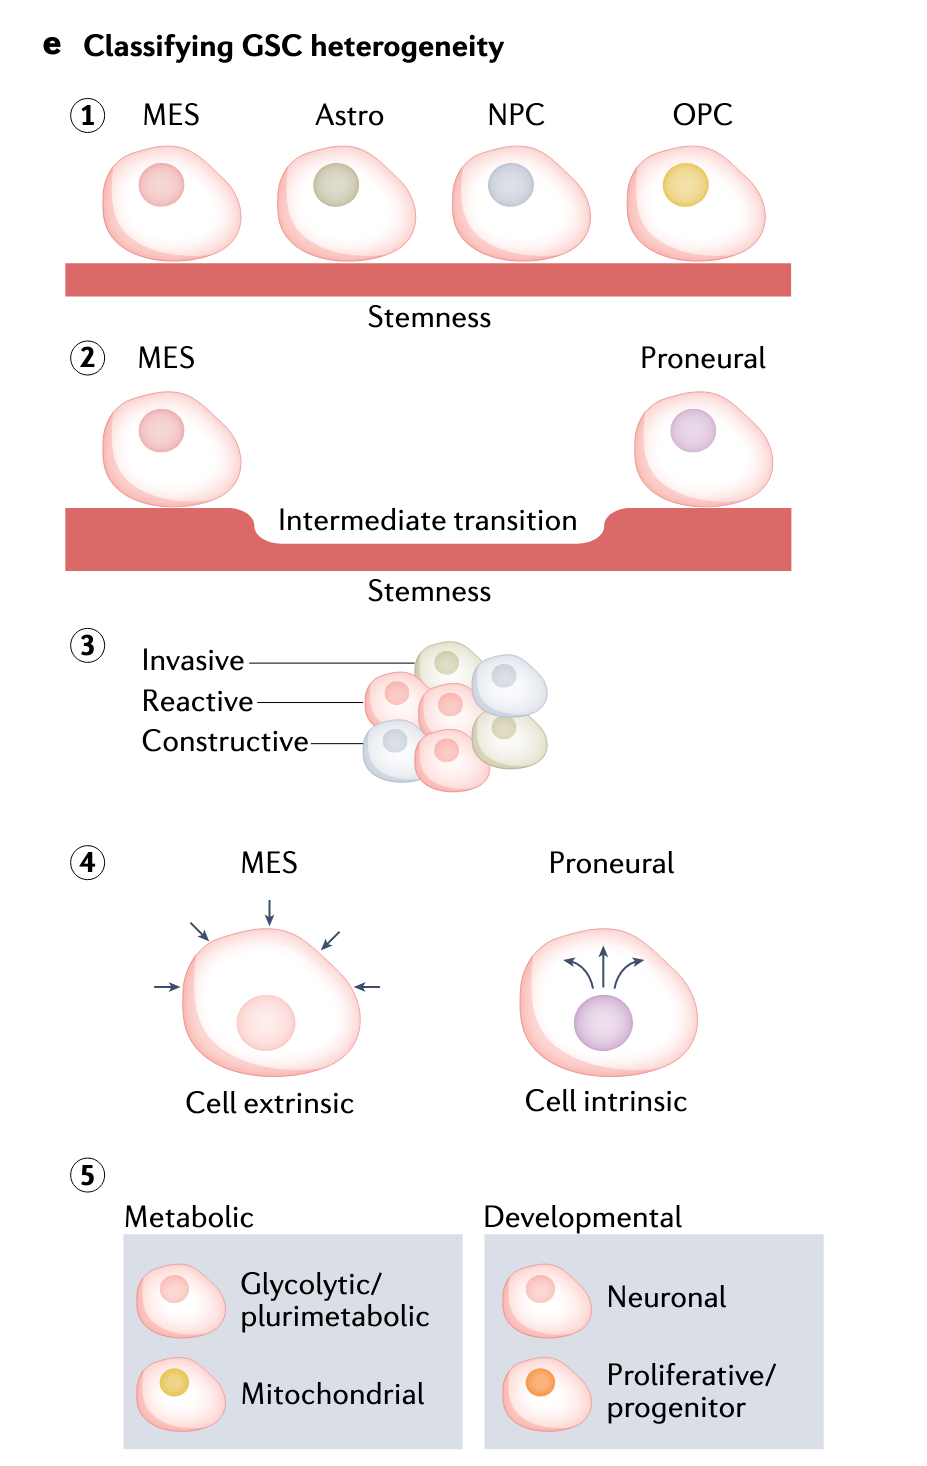 e Classifying GSC heterogeneity
1 MES Astro NPC OPC
Stemness
2 MES Proneural
Intermediate transition
Stemness
3
Invasive
Reactive
Constructive
4 MES Proneural
Cell extrinsic Cell intrinsic
5
Metabolic Developmental
Glycolytic/
plurimetabolic
Neuronal
Mitochondrial
Proliferative/
progenitor